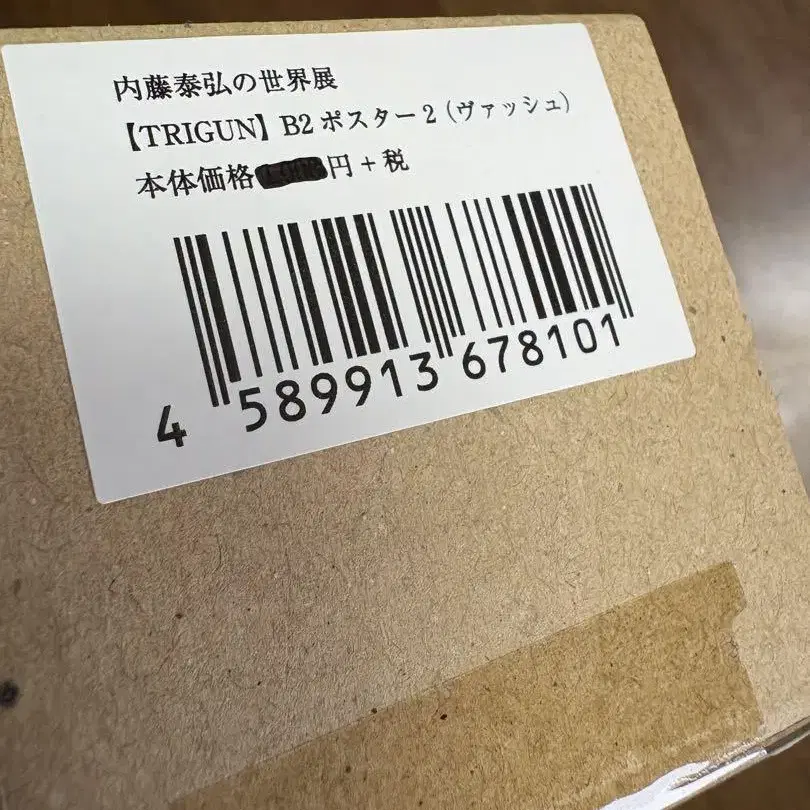 内藤泰弘の世界展
【TRIGUN】B2ポスター2（ヴァッシュ）
本体価格 円+税
4 589913 678101